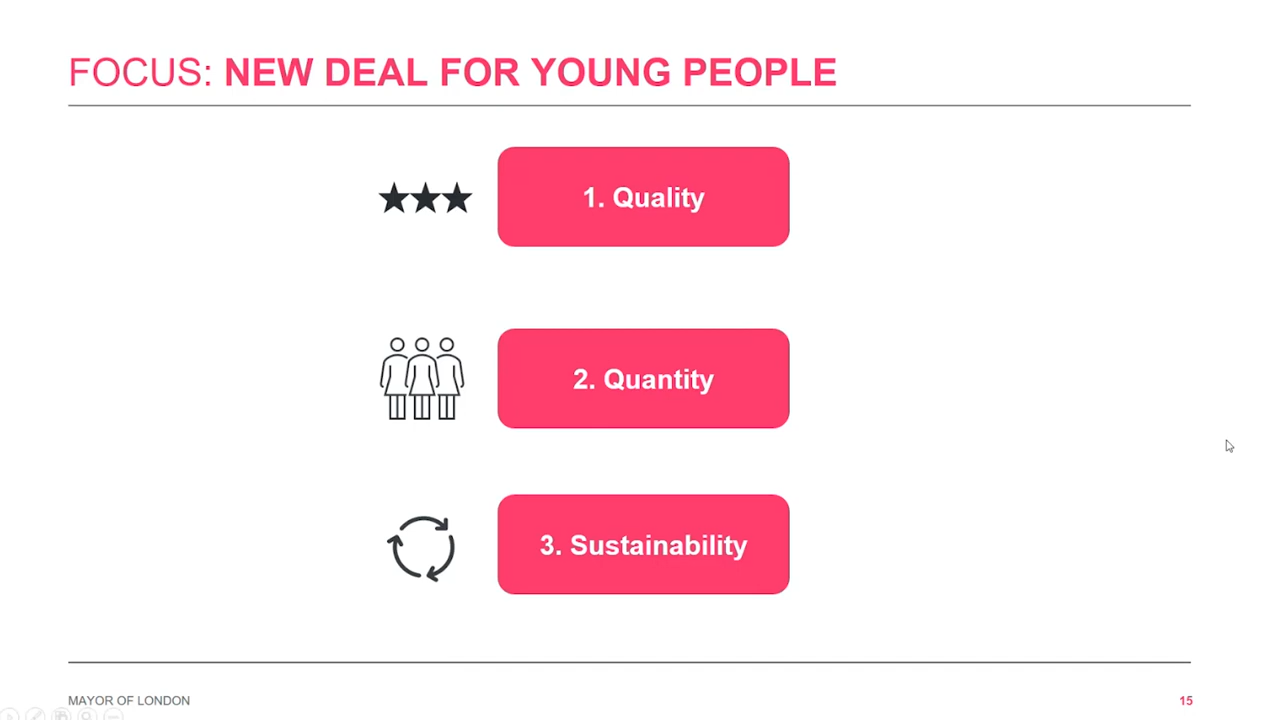 FOCUS: NEW DEAL FOR YOUNG PEOPLE
1. Quality
2. Quantity
3. Sustainability
MAYOR OF LONDON
15